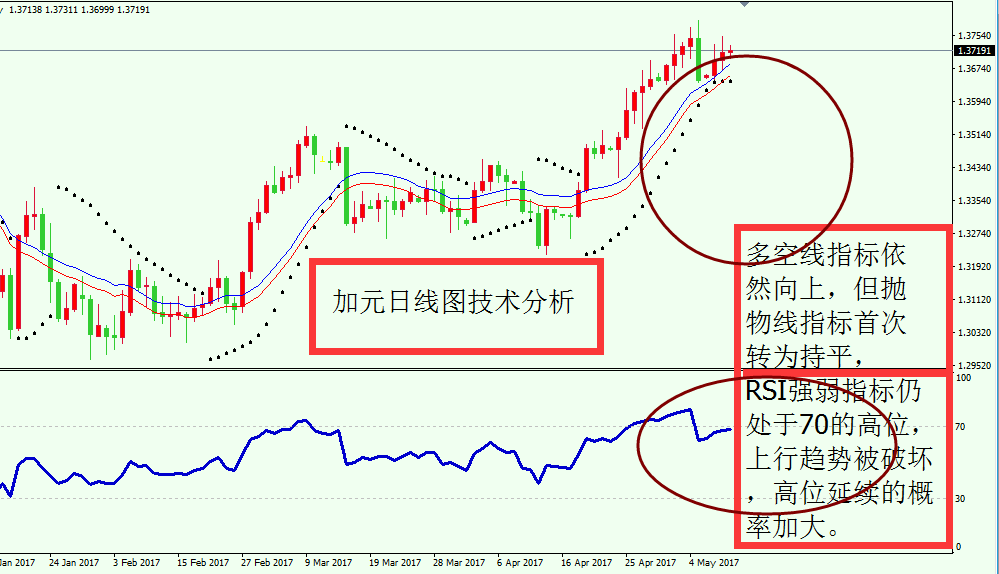 1.37138 1.37311 1.36999 1.37191
1.37540
1.37191
1.36740
1.35940
1.35140
1.34340
1.33540
1.32740
1.31920
1.31120
1.30320
1.29520
加元日线图技术分析
多空线指标依
然向上，但抛
物线指标首次
转为持平，
RSI强弱指标仍
处于70的高位，
上行趋势被破坏
，高位延续的概
率加大。
100
70
30
0
Jan 2017 24 Jan 2017 3 Feb 2017 15 Feb 2017 27 Feb 2017 9 Mar 2017 19 Mar 2017 28 Mar 2017 6 Apr 2017 16 Apr 2017 25 Apr 2017 4 May 2017